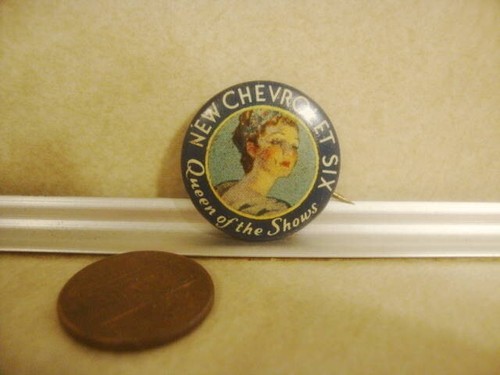 NEW CHEVROLET SIX
Queen of the Shows